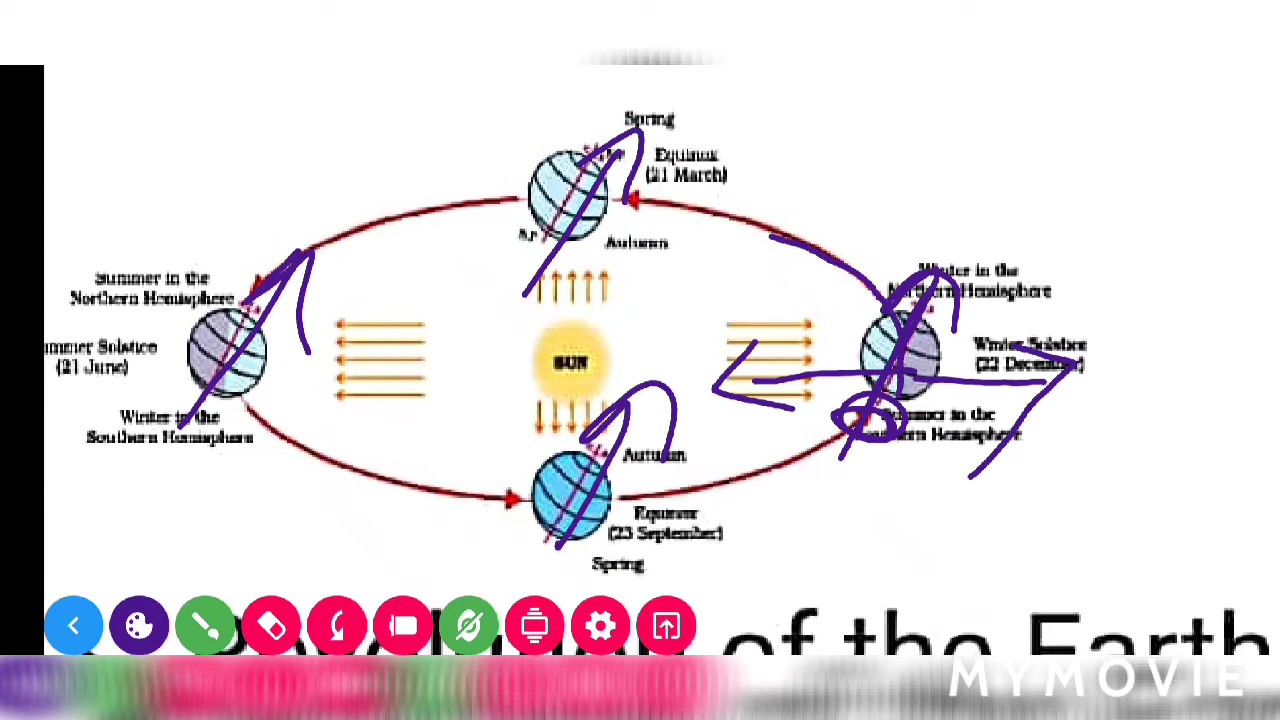 Spring
Equinox
(21 March)
Autumn
Summer in the
Northern Hemisphere
Winter in the
Northern Hemisphere
SUN
ummer Solstice
(21 June)
Winter Solstice
(22 December)
Winter in the
Southern Hemisphere
Summer in the
Hemisphere
Autumn
Equinox
(23 September)
Spring
of the Earth
MYMOVIE